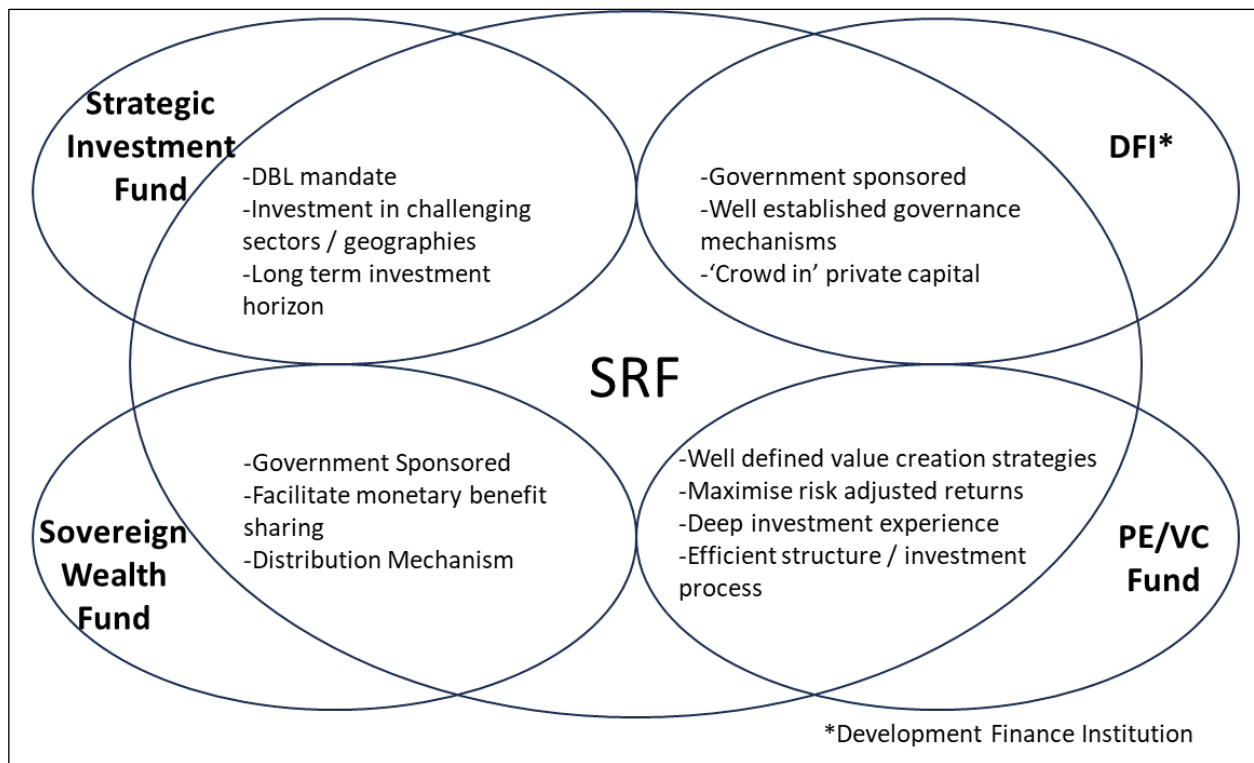 Strategic
Investment
Fund
-DBL mandate
-Investment in challenging
sectors / geographies
-Long term investment
horizon
DFI*
-Government sponsored
-Well established governance
mechanisms
-‘Crowd in’ private capital
SRF
Sovereign
Wealth
Fund
-Government Sponsored
-Facilitate monetary benefit
sharing
-Distribution Mechanism
-Well defined value creation strategies
-Maximise risk adjusted returns
-Deep investment experience
-Efficient structure / investment
process
PE/VC
Fund
*Development Finance Institution